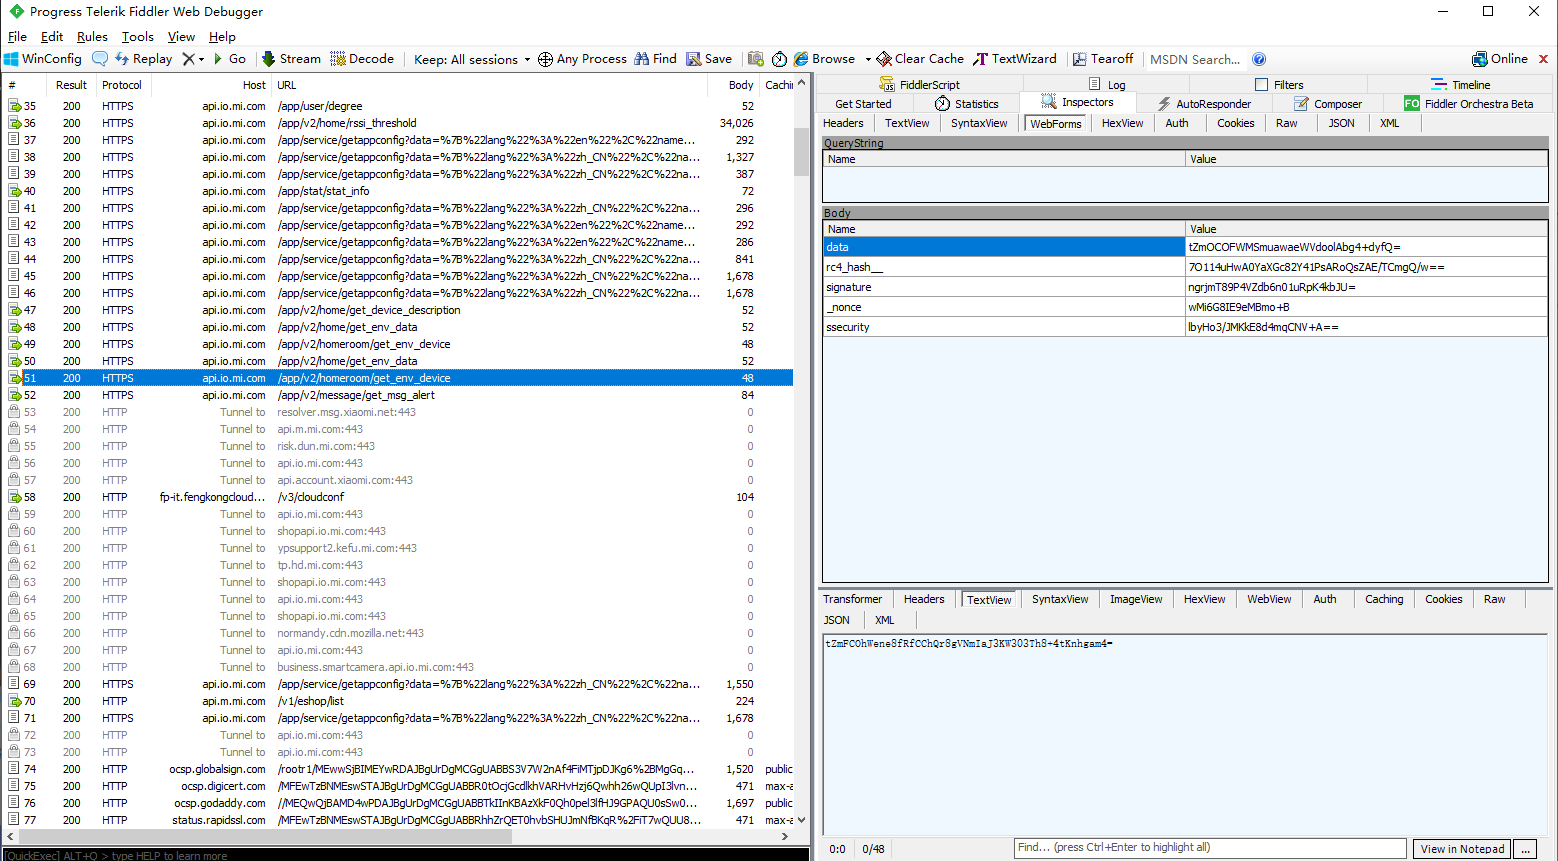 Progress Telerik Fiddler Web Debugger
File Edit Rules Tools View Help
WinConfig Replay Go Stream Decode Keep: All sessions Any Process Find Save Browse Clear Cache TextWizard Tearoff MSDN Search... Online
# Result Protocol Host URL Body Cachi
35 200 HTTPS api.io.mi.com /app/user/degree 52
36 200 HTTPS api.io.mi.com /app/v2/home/rssi_threshold 34,026
37 200 HTTPS api.io.mi.com /app/service/getappconfig?data=%7B%22lang%22%3A%22en%22%2C%22name... 292
38 200 HTTPS api.io.mi.com /app/service/getappconfig?data=%7B%22lang%22%3A%22zh_CN%22%2C%22na... 1,327
39 200 HTTPS api.io.mi.com /app/service/getappconfig?data=%7B%22lang%22%3A%22zh_CN%22%2C%22na... 387
40 200 HTTPS api.io.mi.com /app/stat/stat_info 72
41 200 HTTPS api.io.mi.com /app/service/getappconfig?data=%7B%22lang%22%3A%22zh_CN%22%2C%22na... 296
42 200 HTTPS api.io.mi.com /app/service/getappconfig?data=%7B%22lang%22%3A%22en%22%2C%22name... 292
43 200 HTTPS api.io.mi.com /app/service/getappconfig?data=%7B%22lang%22%3A%22en%22%2C%22name... 286
44 200 HTTPS api.io.mi.com /app/service/getappconfig?data=%7B%22lang%22%3A%22zh_CN%22%2C%22na... 841
45 200 HTTPS api.io.mi.com /app/service/getappconfig?data=%7B%22lang%22%3A%22zh_CN%22%2C%22na... 1,678
46 200 HTTPS api.io.mi.com /app/service/getappconfig?data=%7B%22lang%22%3A%22zh_CN%22%2C%22na... 1,678
47 200 HTTPS api.io.mi.com /app/v2/home/get_device_description 52
48 200 HTTPS api.io.mi.com /app/v2/home/get_env_data 52
49 200 HTTPS api.io.mi.com /app/v2/homeroom/get_env_device 48
50 200 HTTPS api.io.mi.com /app/v2/home/get_env_data 52
51 200 HTTPS api.io.mi.com /app/v2/homeroom/get_env_device 48
52 200 HTTPS api.io.mi.com /app/v2/message/get_msg_alert 84
53 200 HTTP Tunnel to resolver.msg.xiaomi.net:443 0
54 200 HTTP Tunnel to api.m.mi.com:443 0
55 200 HTTP Tunnel to risk.dun.mi.com:443 0
56 200 HTTP Tunnel to api.io.mi.com:443 0
57 200 HTTP Tunnel to api.account.xiaomi.com:443 0
58 200 HTTP fp-it.fengkongcloud... /v3/cloudconf 104
59 200 HTTP Tunnel to api.io.mi.com:443 0
60 200 HTTP Tunnel to shopapi.io.mi.com:443 0
61 200 HTTP Tunnel to ypsupport2.kefu.mi.com:443 0
62 200 HTTP Tunnel to tp.hd.mi.com:443 0
63 200 HTTP Tunnel to shopapi.io.mi.com:443 0
64 200 HTTP Tunnel to api.io.mi.com:443 0
65 200 HTTP Tunnel to shopapi.io.mi.com:443 0
66 200 HTTP Tunnel to normandy.cdn.mozilla.net:443 0
67 200 HTTP Tunnel to api.io.mi.com:443 0
68 200 HTTP Tunnel to business.smartcamera.api.io.mi.com:443 0
69 200 HTTPS api.io.mi.com /app/service/getappconfig?data=%7B%22lang%22%3A%22zh_CN%22%2C%22na... 1,550
70 200 HTTP api.m.mi.com /v1/eshop/list 224
71 200 HTTPS api.io.mi.com /app/service/getappconfig?data=%7B%22lang%22%3A%22zh_CN%22%2C%22na... 1,678
72 200 HTTP Tunnel to api.io.mi.com:443 0
73 200 HTTP Tunnel to api.io.mi.com:443 0
74 200 HTTP ocsp.globalsign.com /rootr1/MEwwSjBIMEYwRDAJBgUrDgMCGgUABBS3V7W2nAf4FiMTjpDJKg6%2BMgGq... 1,520 public
75 200 HTTP ocsp.digicert.com /MFEwTzBNMEswSTAJBgUrDgMCGgUABBR0tOcjGcdlkhVARHvHzj6Qwhh26wQUpI3lvn... 471 max-a
76 200 HTTP ocsp.godaddy.com //MEQwQjBAMD4wPDAJBgUrDgMCGgUABBTkIInKBAzXkF0Qh0pel3lfHJ9GPAQU0sSw0... 1,697 public
77 200 HTTP status.rapidssl.com /MFEwTzBNMEswSTAJBgUrDgMCGgUABBRhhZrQET0hvbSHUJmNfBKqR%2FiT7wQUU8... 471 max-a
[QuickExec] ALT+Q > type HELP to learn more
FiddlerScript Log Filters Timeline
Get Started Statistics Inspectors AutoResponder Composer FO Fiddler Orchestra Beta
Headers TextView SyntaxView WebForms HexView Auth Cookies Raw JSON XML
QueryString
Name Value
Body
Name Value
data tZmOCOFWMSmuawaeWVdoolAbg4+dyfQ=
rc4_hash__ 7O114uHwA0YaXGc82Y41PsARoQsZAE/TCmgQ/w==
signature ngrjmT89P4VZdb6n01uRpK4kbJU=
_nonce wMi6G8IE9eMBmo+B
ssecurity lbyHo3/JMKkE8d4mqCNV+A==
Transformer Headers TextView SyntaxView ImageView HexView WebView Auth Caching Cookies Raw
JSON XML
tZmFCOhWene8fRfCChQr8gVNmIaJ3KW303Th8+4tKnhgam4=
0:0 0/48 Find... (press Ctrl+Enter to highlight all) View in Notepad ...